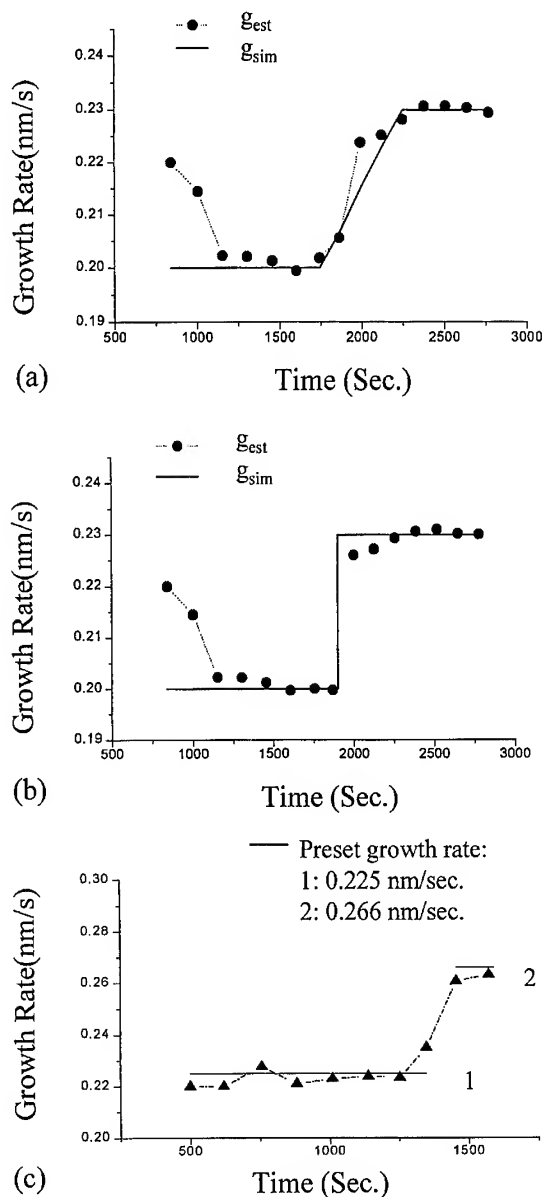 g_est
g_sim
0.24
0.23
0.22
0.21
0.20
0.19
Growth Rate(nm/s)
500 1000 1500 2000 2500 3000
(a)
Time (Sec.)
g_est
g_sim
0.24
0.23
0.22
0.21
0.20
0.19
Growth Rate(nm/s)
500 1000 1500 2000 2500 3000
(b)
Time (Sec.)
Preset growth rate:
1: 0.225 nm/sec.
2: 0.266 nm/sec.
0.30
0.28
0.26
0.24
0.22
0.20
Growth Rate(nm/s)
2
1
500 1000 1500
(c)
Time (Sec.)